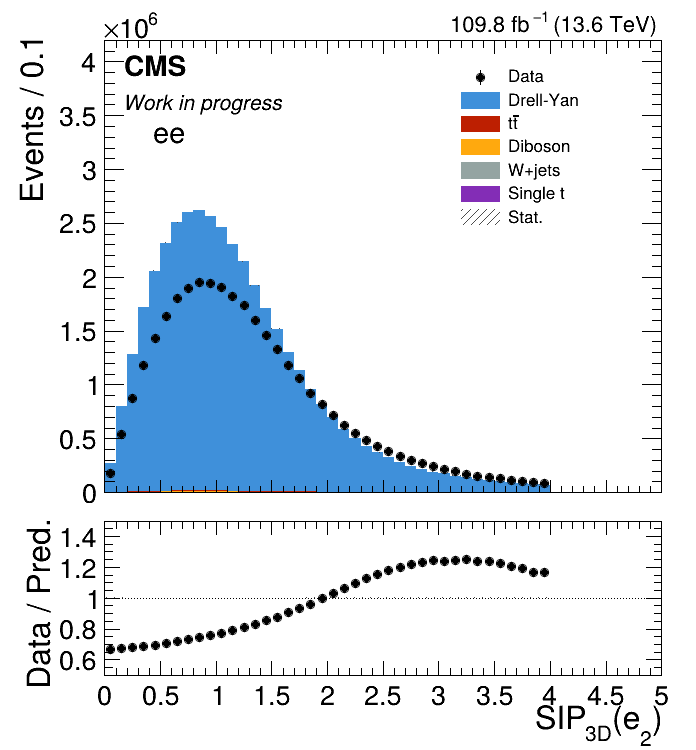 ×10⁶
109.8 fb⁻¹ (13.6 TeV)
CMS
Work in progress
ee
Data
Drell-Yan
tt̅
Diboson
W+jets
Single t
Stat.
Events / 0.1
4
3.5
3
2.5
2
1.5
1
0.5
0
Data / Pred.
1.4
1.2
1
0.8
0.6
0 0.5 1 1.5 2 2.5 3 3.5 4 4.5 5
SIP₃D(e₂)